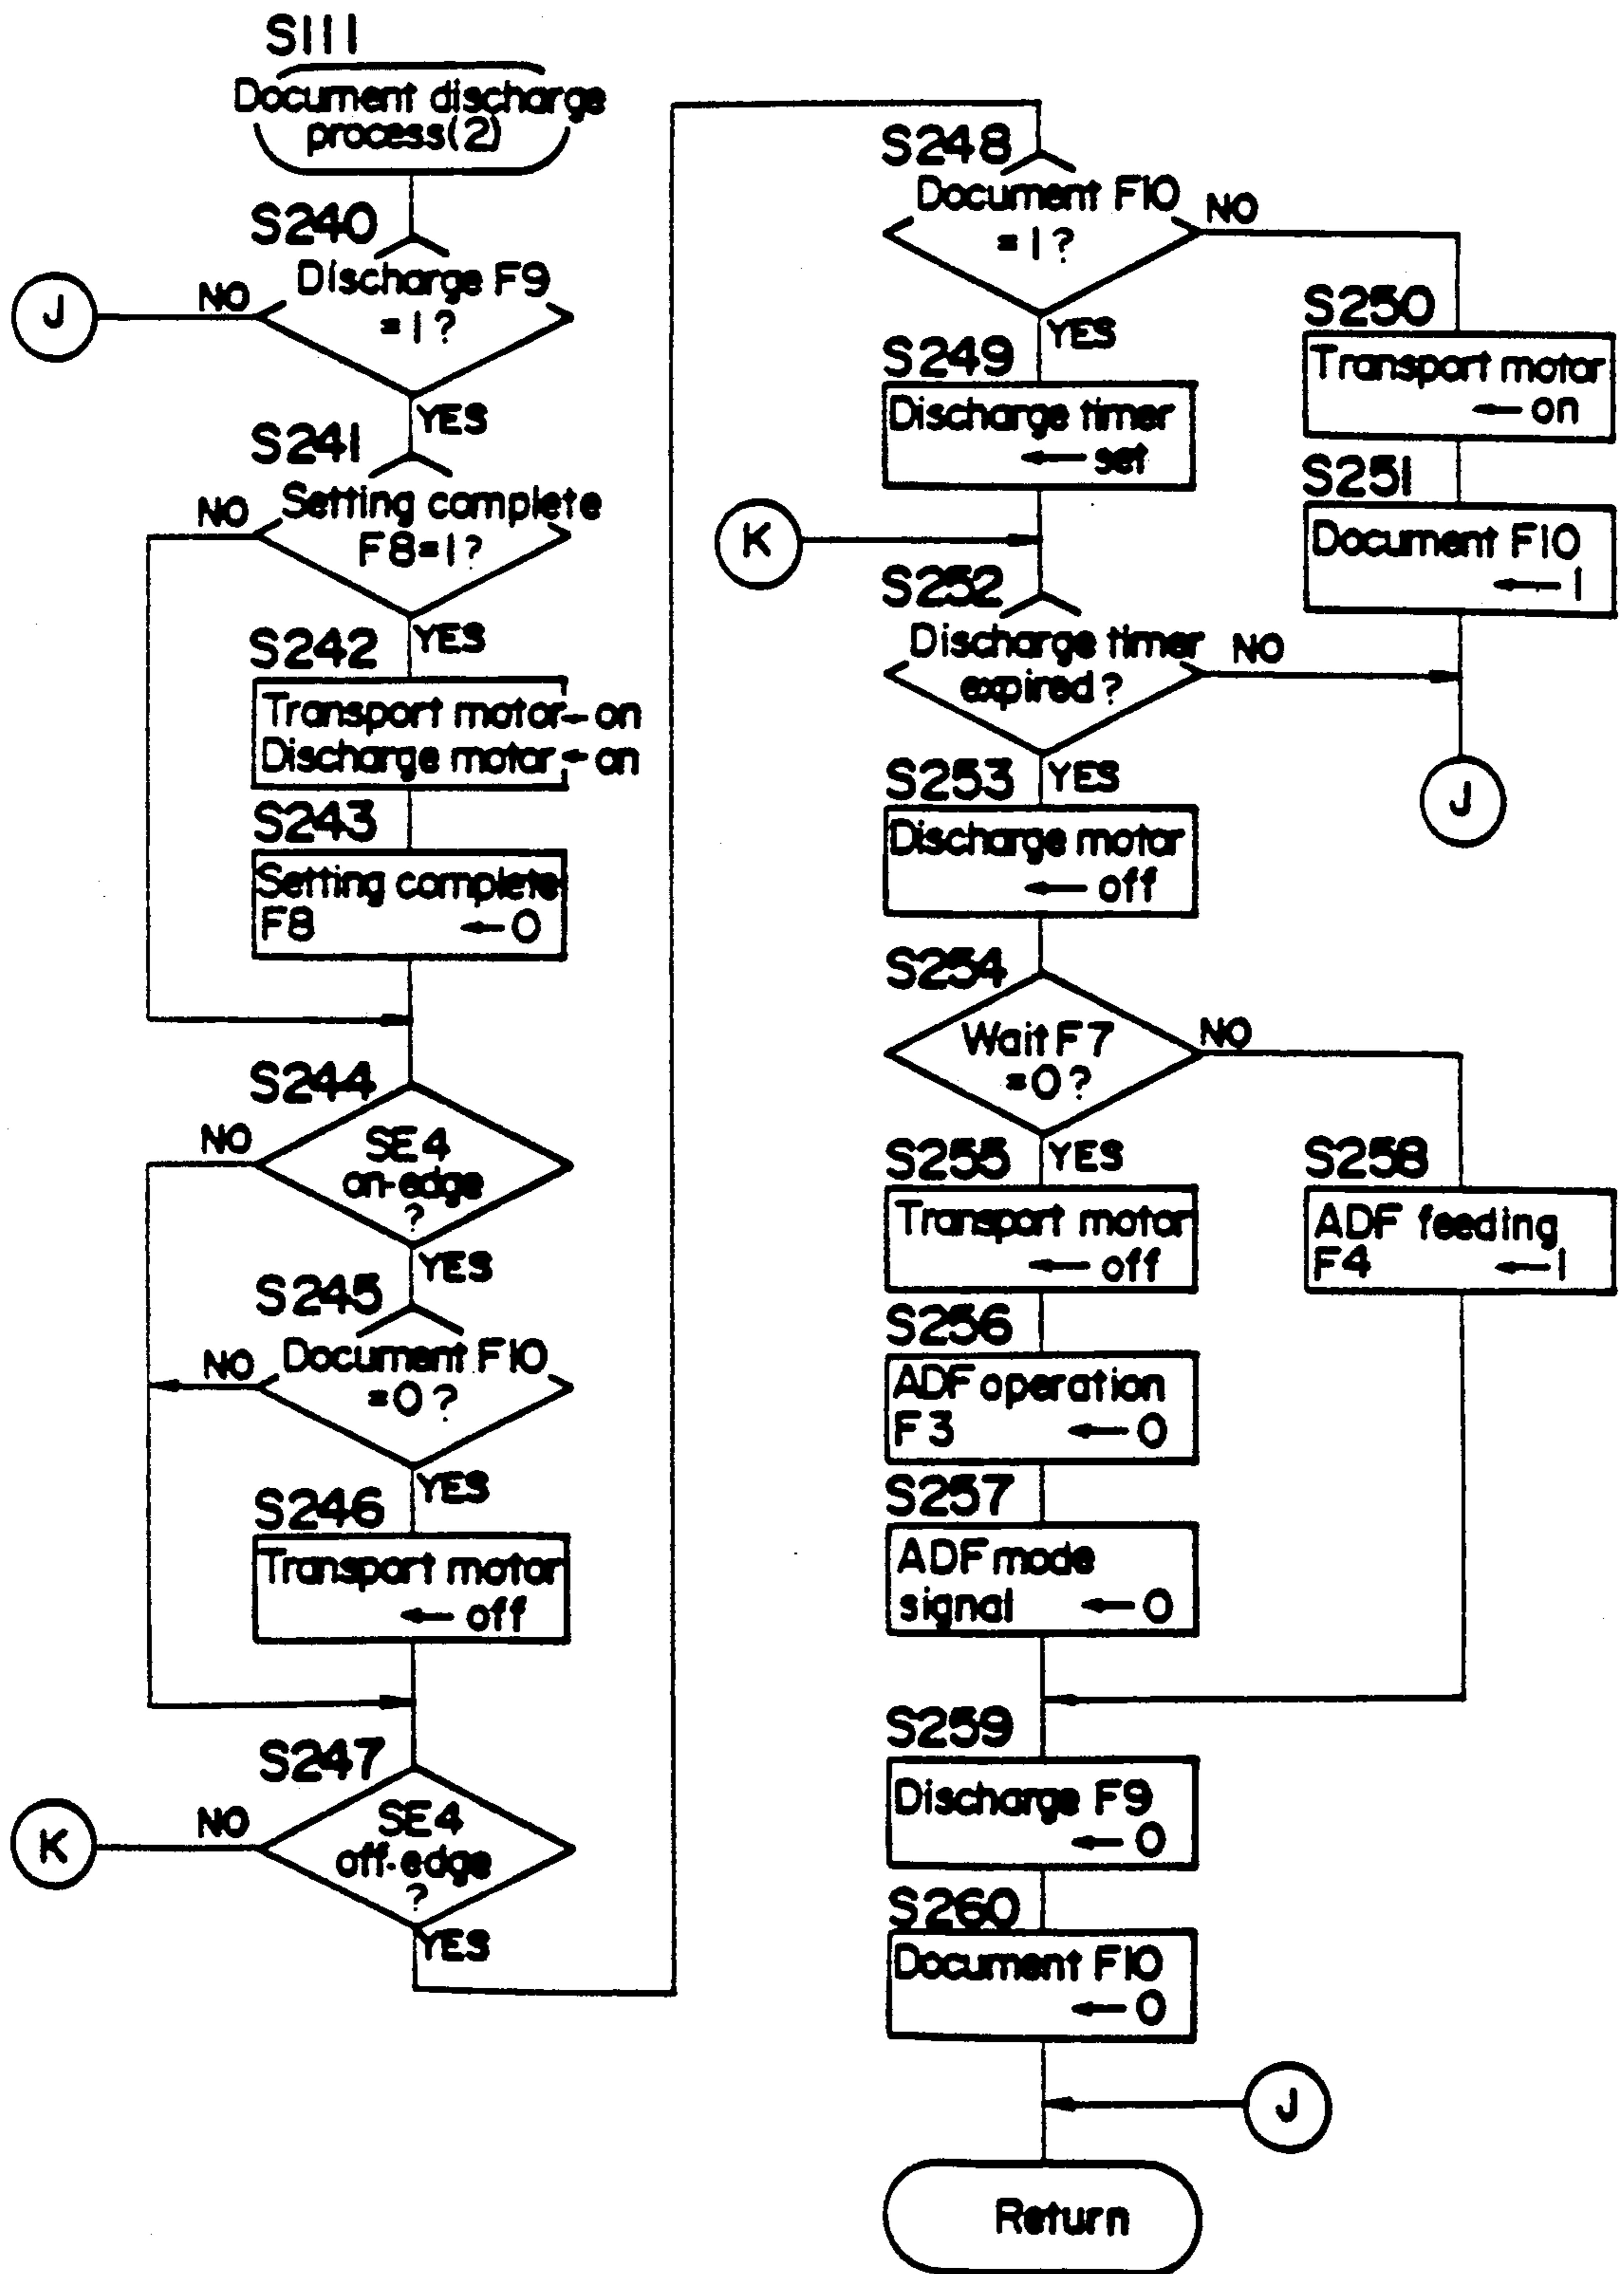 S111
Document discharge
process(2)
S240
Discharge F9
=1?
NO
J
YES
S241
Setting complete
F8=1?
NO
YES
S242
Transport motor←on
Discharge motor←on
S243
Setting complete
F8 ←0
S244
SE4
on-edge
?
NO
YES
S245
Document F10
=0?
NO
YES
S246
Transport motor
← off
S247
SE4
off-edge
?
NO
K
YES
S248
Document F10
=1?
NO
YES
S249
Discharge timer
← set
S250
Transport motor
← on
S251
Document F10
← 1
K
S252
Discharge timer
expired?
NO
J
YES
S253
Discharge motor
← off
S254
Wait F7
=0?
NO
YES
S255
Transport motor
← off
S256
ADF operation
F3 ← 0
S257
ADF mode
signal ← 0
S258
ADF feeding
F4 ←1
S259
Discharge F9
← 0
S260
Document F10
← 0
J
Return